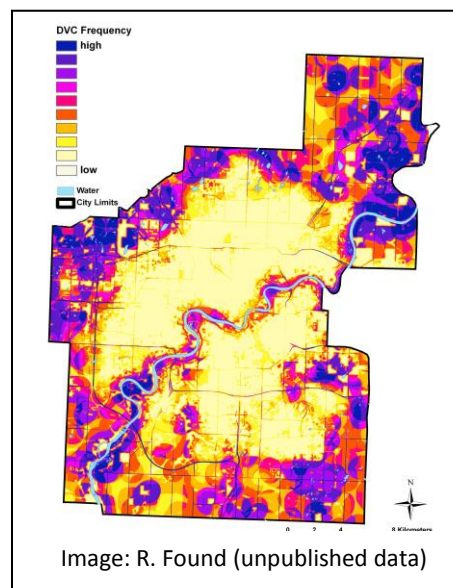 DVC Frequency
high
low
Water
City Limits
N
0 2 4 8 Kilometers
Image: R. Found (unpublished data)